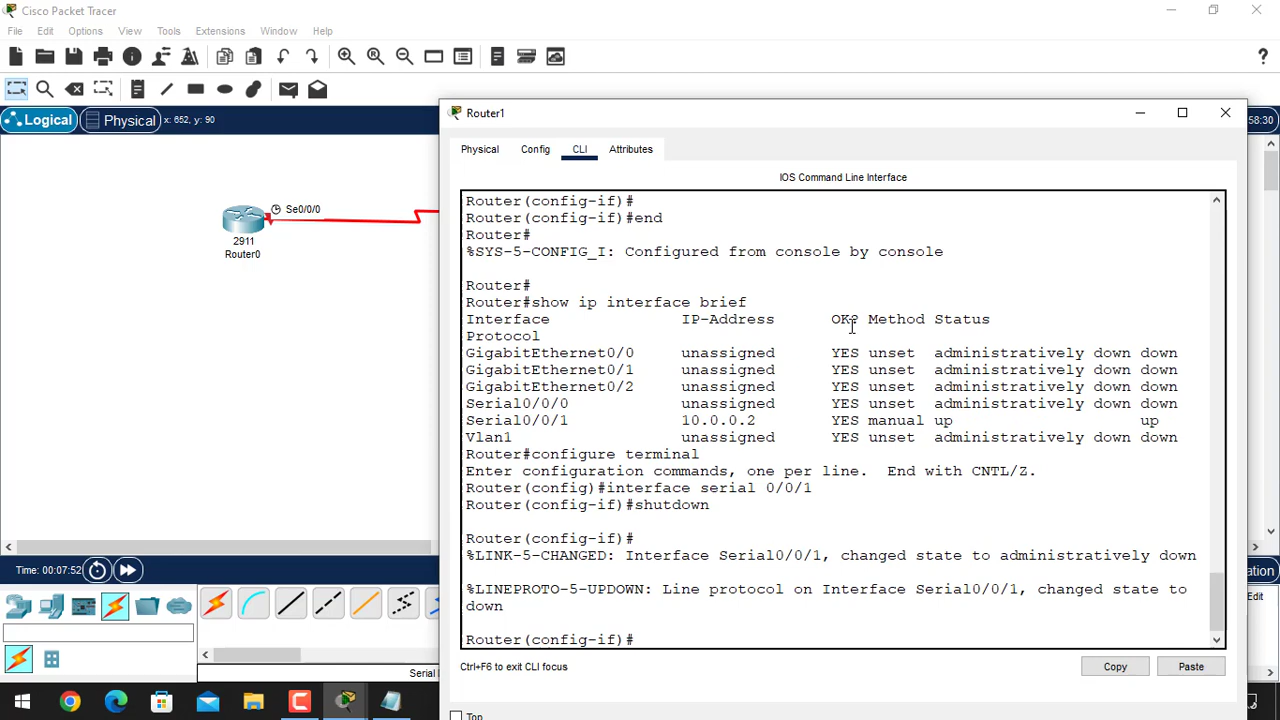 Cisco Packet Tracer
File Edit Options View Tools Extensions Window Help
Logical Physical x: 652, y: 90
58:30
Router1
Physical Config CLI Attributes
IOS Command Line Interface
Router(config-if)#
Router(config-if)#end
Router#
%SYS-5-CONFIG_I: Configured from console by console
Router#
Router#show ip interface brief
Interface IP-Address OK? Method Status
Protocol
GigabitEthernet0/0 unassigned YES unset administratively down down
GigabitEthernet0/1 unassigned YES unset administratively down down
GigabitEthernet0/2 unassigned YES unset administratively down down
Serial0/0/0 unassigned YES unset administratively down down
Serial0/0/1 10.0.0.2 YES manual up up
Vlan1 unassigned YES unset administratively down down
Router#configure terminal
Enter configuration commands, one per line. End with CNTL/Z.
Router(config)#interface serial 0/0/1
Router(config-if)#shutdown
Router(config-if)#
%LINK-5-CHANGED: Interface Serial0/0/1, changed state to administratively down
%LINEPROTO-5-UPDOWN: Line protocol on Interface Serial0/0/1, changed state to
down
Router(config-if)#
Ctrl+F6 to exit CLI focus
Copy Paste
Top
Se0/0/0
2911
Router0
Time: 00:07:52
ation
Edit
Serial